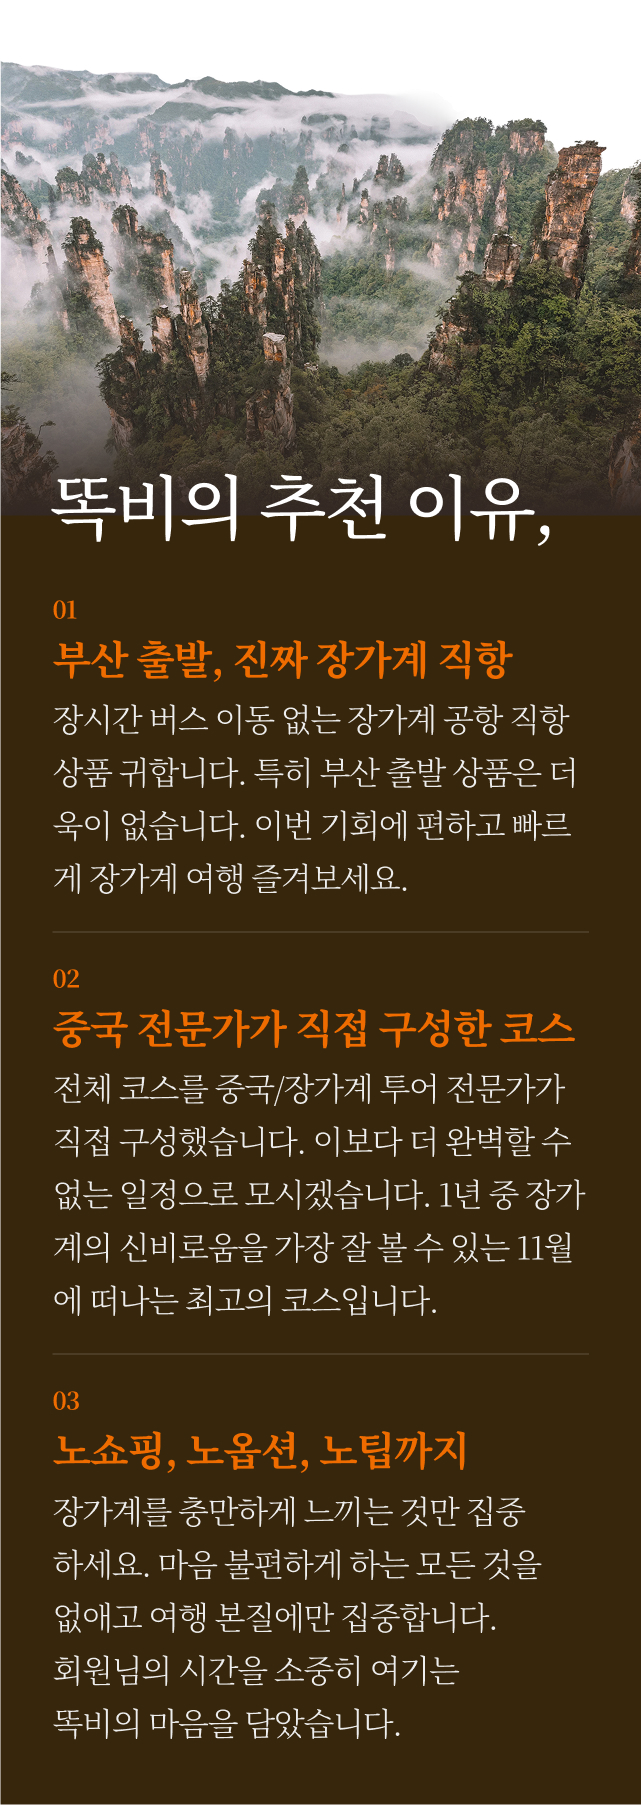 똑비의 추천 이유,
01
부산 출발, 진짜 장가계 직항
장시간 버스 이동 없는 장가계 공항 직항
상품 귀합니다. 특히 부산 출발 상품은 더
욱이 없습니다. 이번 기회에 편하고 빠르
게 장가계 여행 즐겨보세요.
02
중국 전문가가 직접 구성한 코스
전체 코스를 중국/장가계 투어 전문가가
직접 구성했습니다. 이보다 더 완벽할 수
없는 일정으로 모시겠습니다. 1년 중 장가
계의 신비로움을 가장 잘 볼 수 있는 11월
에 떠나는 최고의 코스입니다.
03
노쇼핑, 노옵션, 노팁까지
장가계를 충만하게 느끼는 것만 집중
하세요. 마음 불편하게 하는 모든 것을
없애고 여행 본질에만 집중합니다.
회원님의 시간을 소중히 여기는
똑비의 마음을 담았습니다.